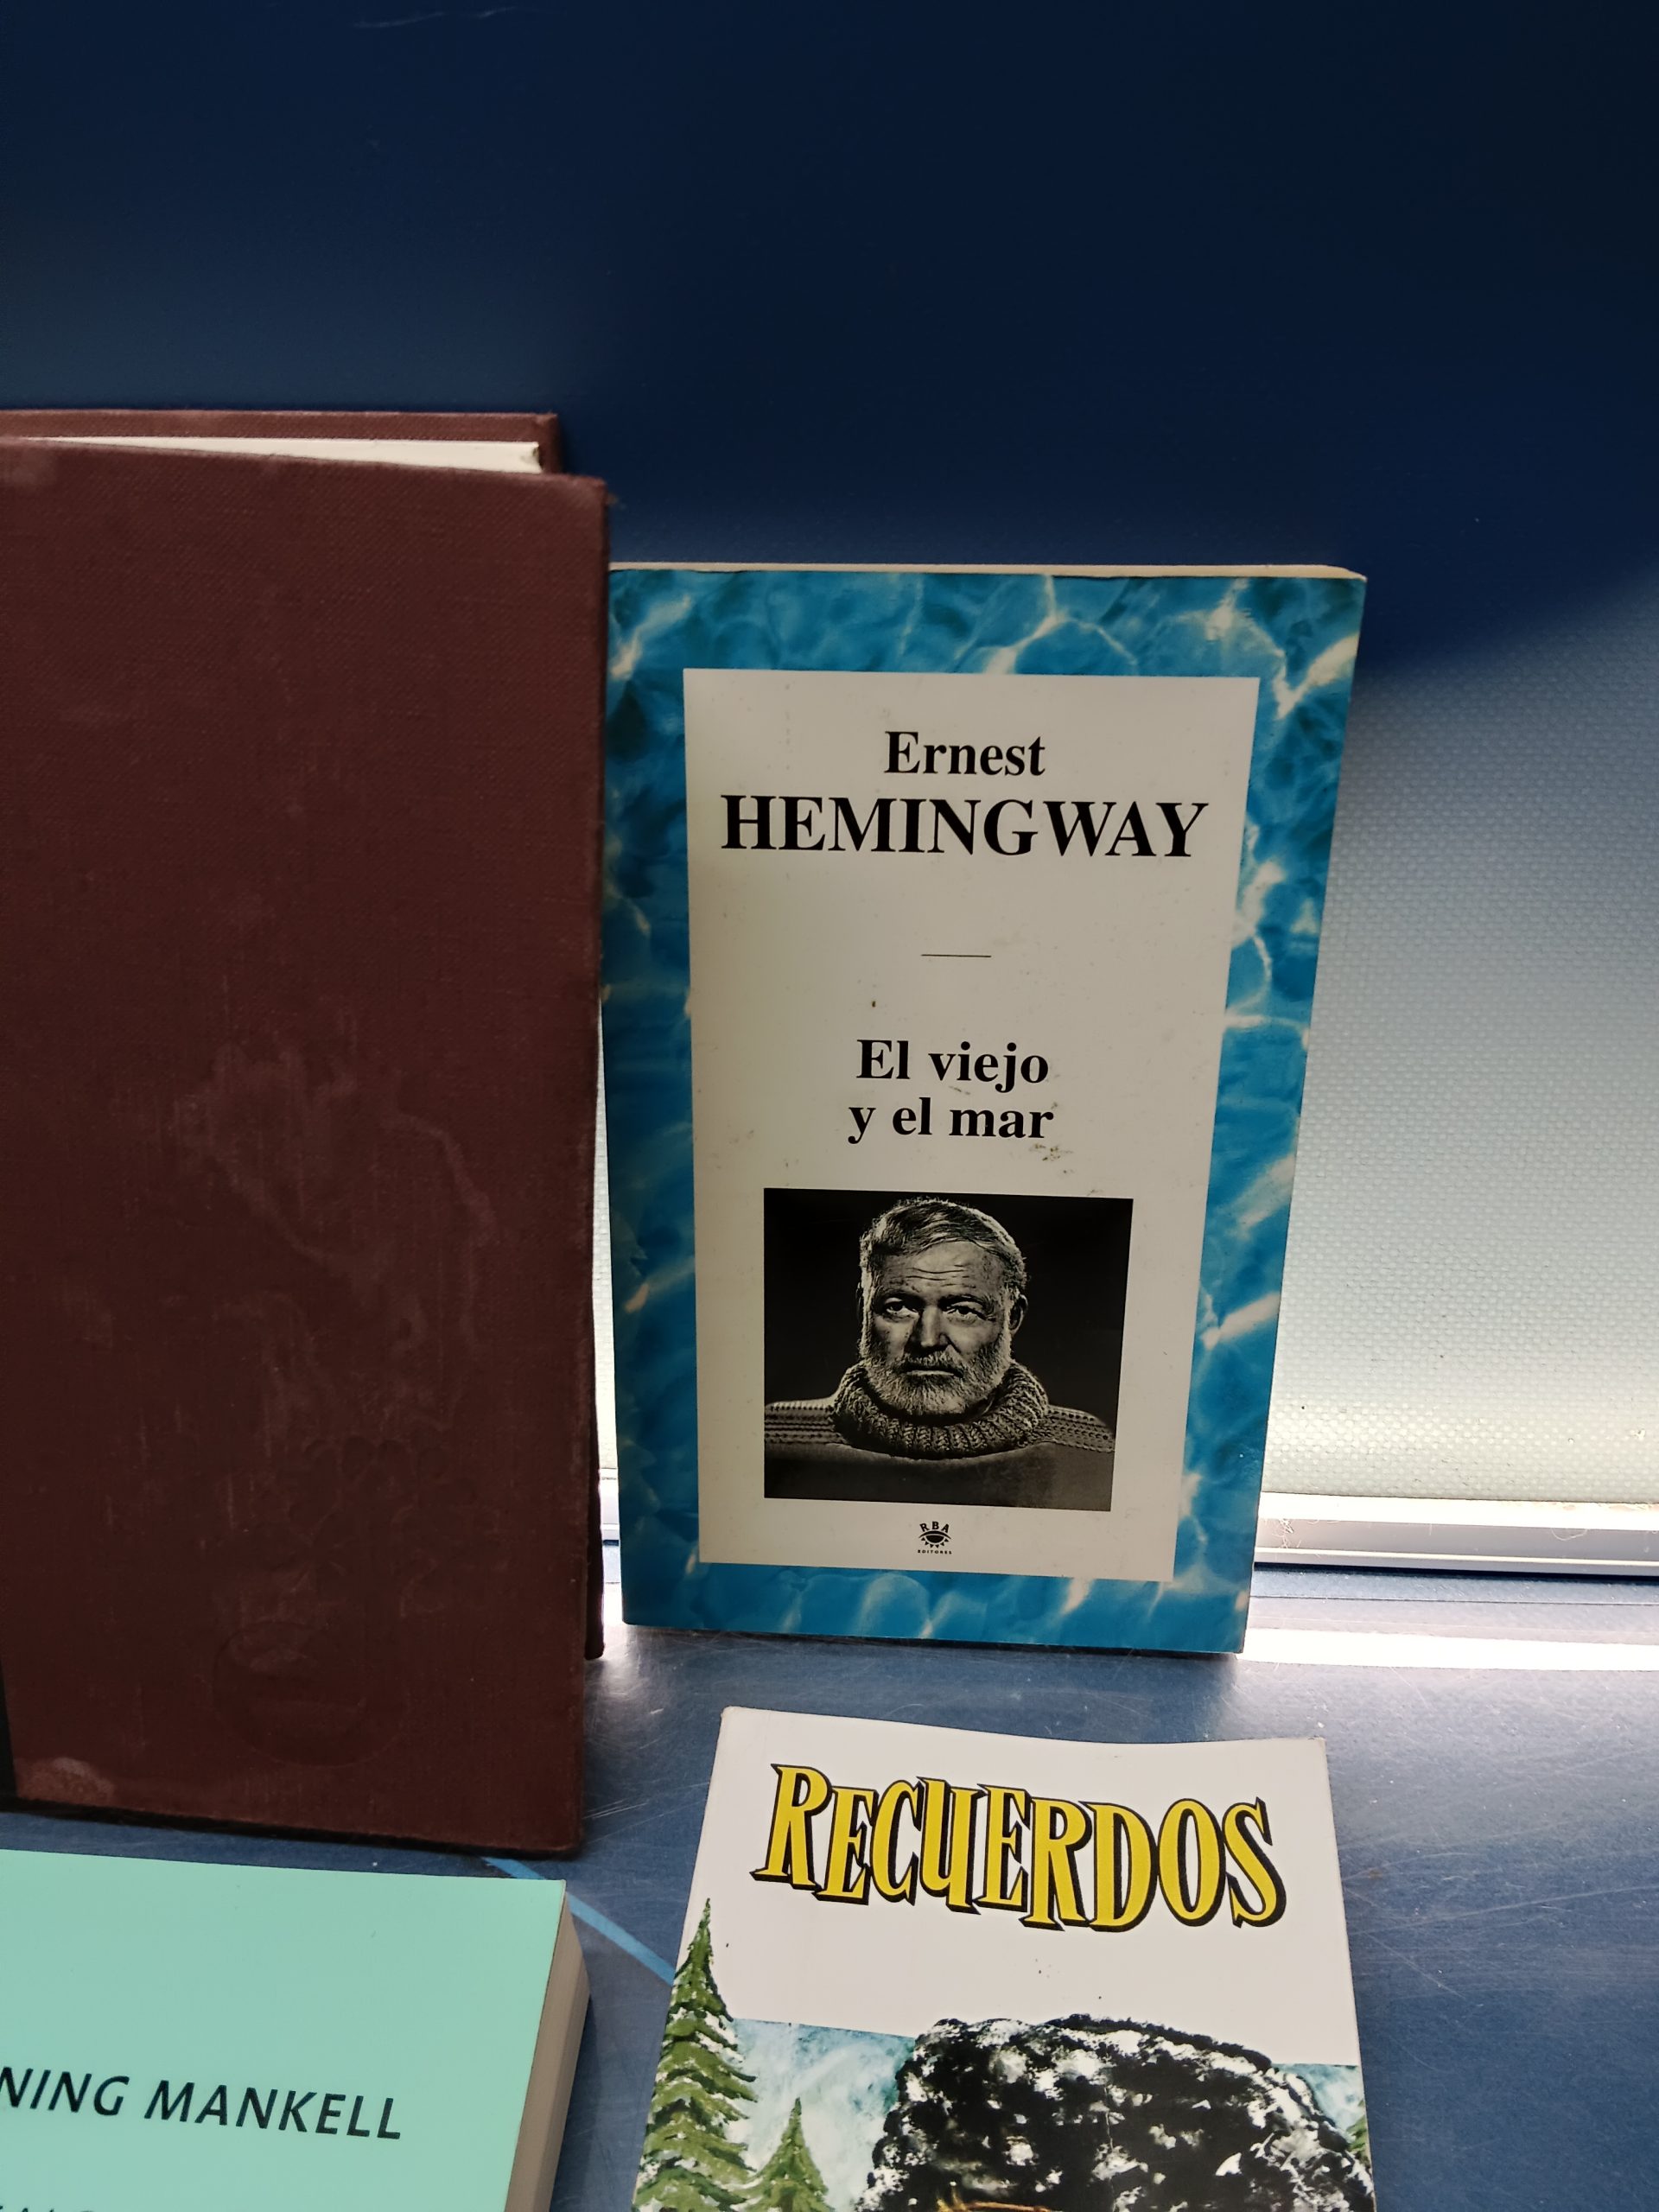 Ernest
HEMINGWAY
El viejo
y el mar
RBA
EDITORES
RECUERDOS
NING MANKELL